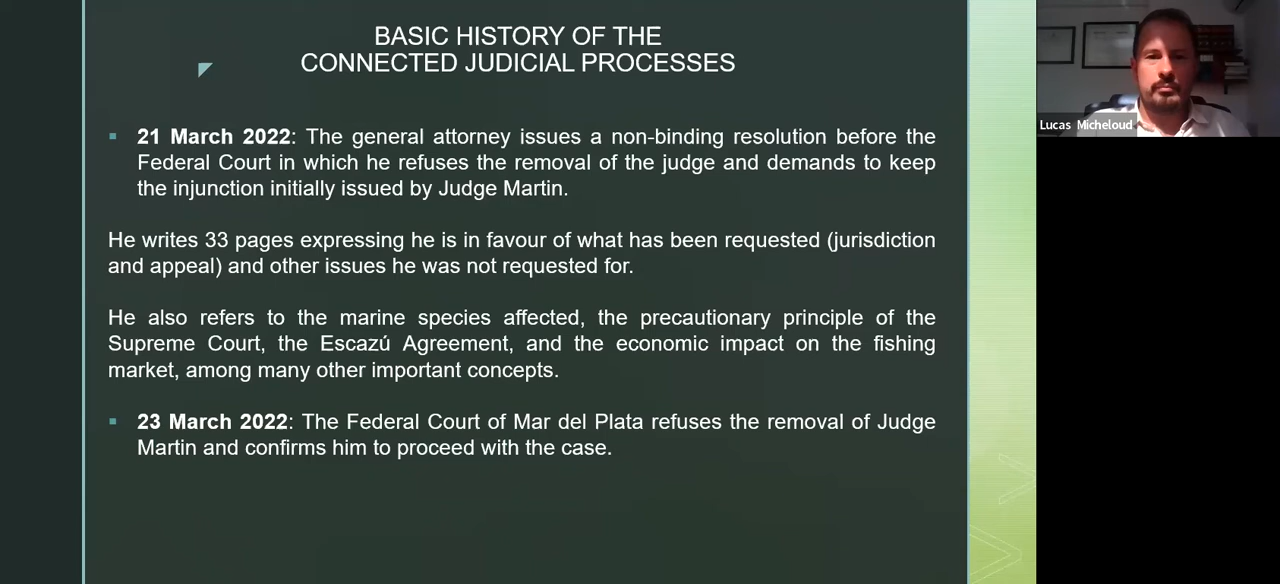 BASIC HISTORY OF THE
CONNECTED JUDICIAL PROCESSES
▪ 21 March 2022: The general attorney issues a non-binding resolution before the
Federal Court in which he refuses the removal of the judge and demands to keep
the injunction initially issued by Judge Martin.
He writes 33 pages expressing he is in favour of what has been requested (jurisdiction
and appeal) and other issues he was not requested for.
He also refers to the marine species affected, the precautionary principle of the
Supreme Court, the Escazú Agreement, and the economic impact on the fishing
market, among many other important concepts.
▪ 23 March 2022: The Federal Court of Mar del Plata refuses the removal of Judge
Martin and confirms him to proceed with the case.
Lucas Micheloud